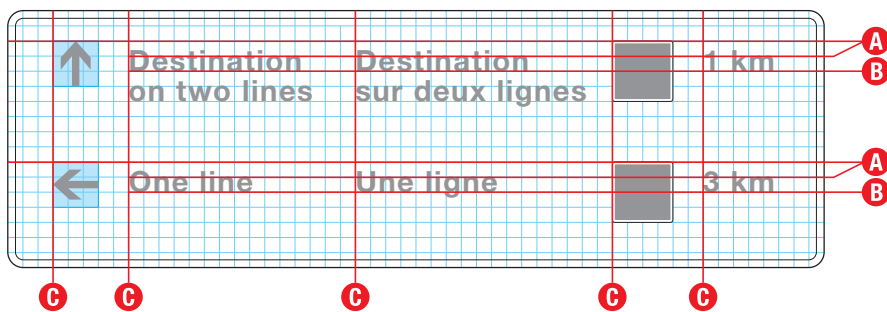 Destination on two lines
Destination sur deux lignes
1 km
A
B
One line
Une ligne
3 km
A
B
C
C
C
C
C